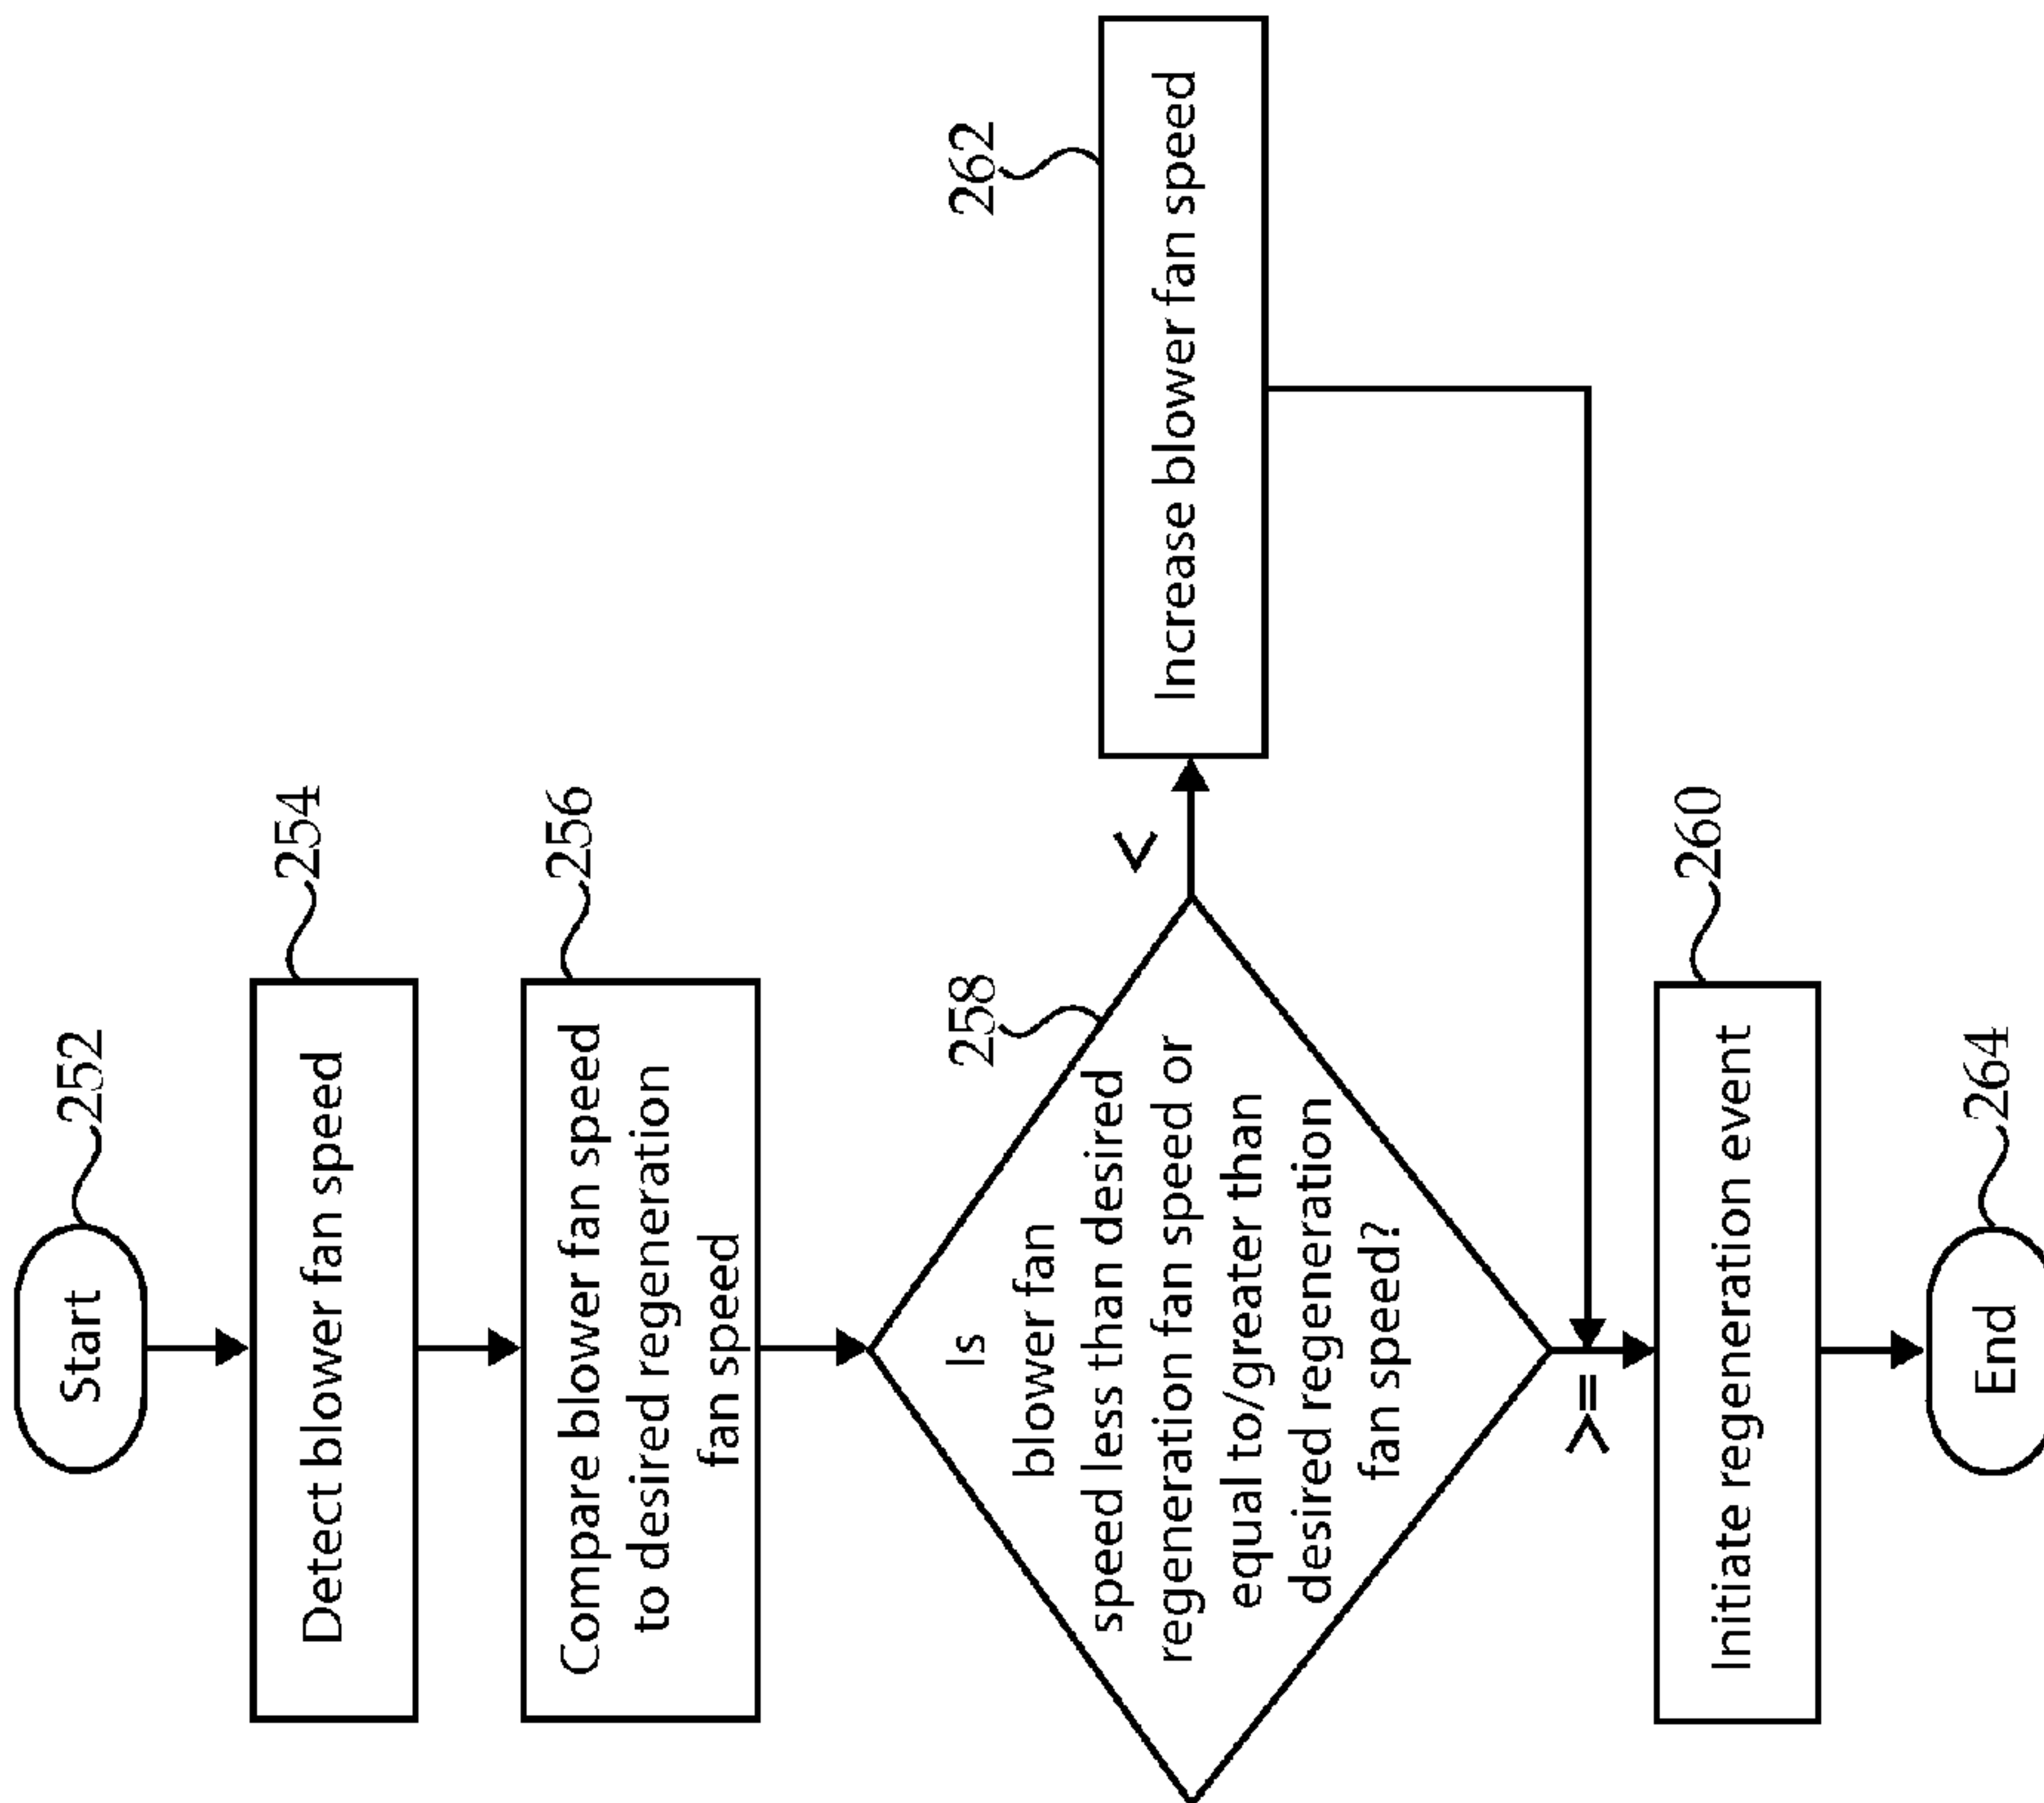 Start
252
Detect blower fan speed
254
Compare blower fan speed
to desired regeneration
fan speed
256
Is
blower fan
speed less than desired
regeneration fan speed or
equal to/greater than
desired regeneration
fan speed?
258
<
Increase blower fan speed
262
>=
Initiate regeneration event
260
End
264